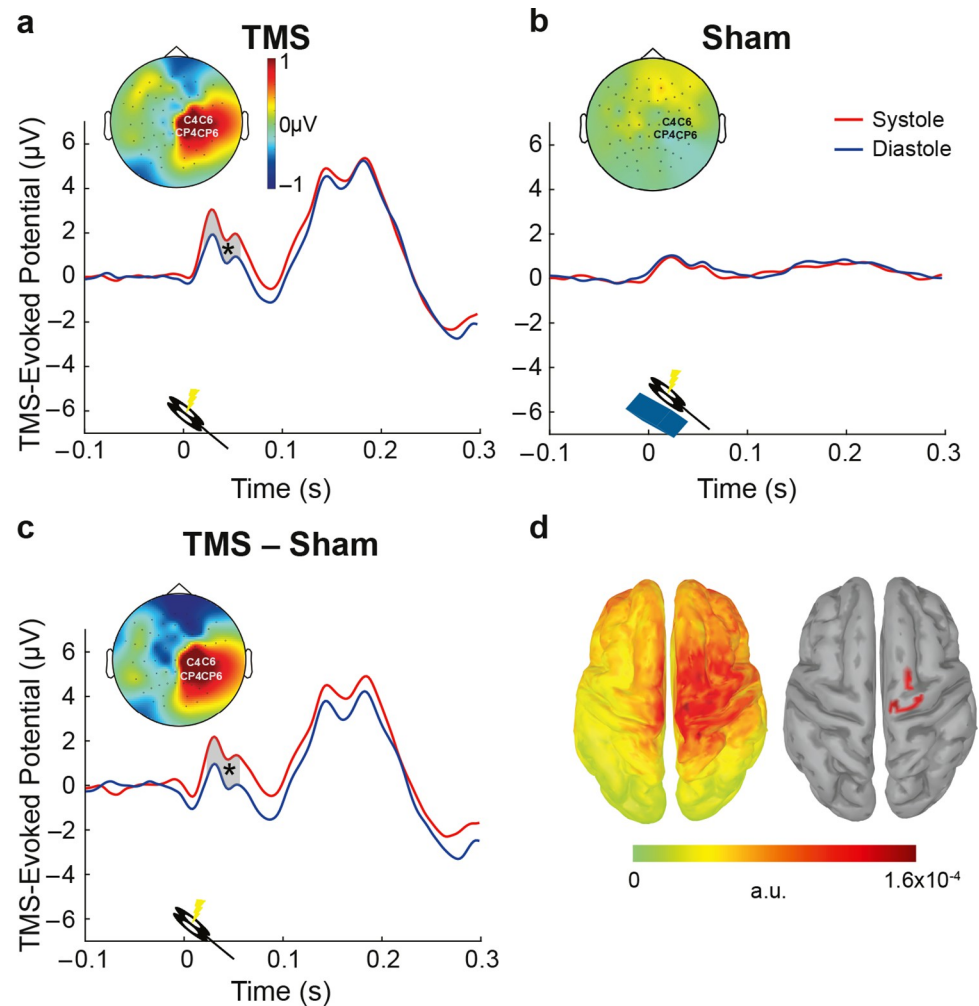 a
TMS
C4 C6
CP4CP6
1
0µV
−1
TMS-Evoked Potential (µV)
6
4
2
0
−2
−4
−6
*
−0.1
0
0.1
0.2
0.3
Time (s)
b
Sham
C4C6
CP4CP6
Systole
Diastole
6
4
2
0
−2
−4
−6
−0.1
0
0.1
0.2
0.3
Time (s)
c
TMS – Sham
C4 C6
CP4CP6
TMS-Evoked Potential (µV)
6
4
2
0
−2
−4
−6
*
−0.1
0
0.1
0.2
0.3
Time (s)
d
0
1.6x10⁻⁴
a.u.